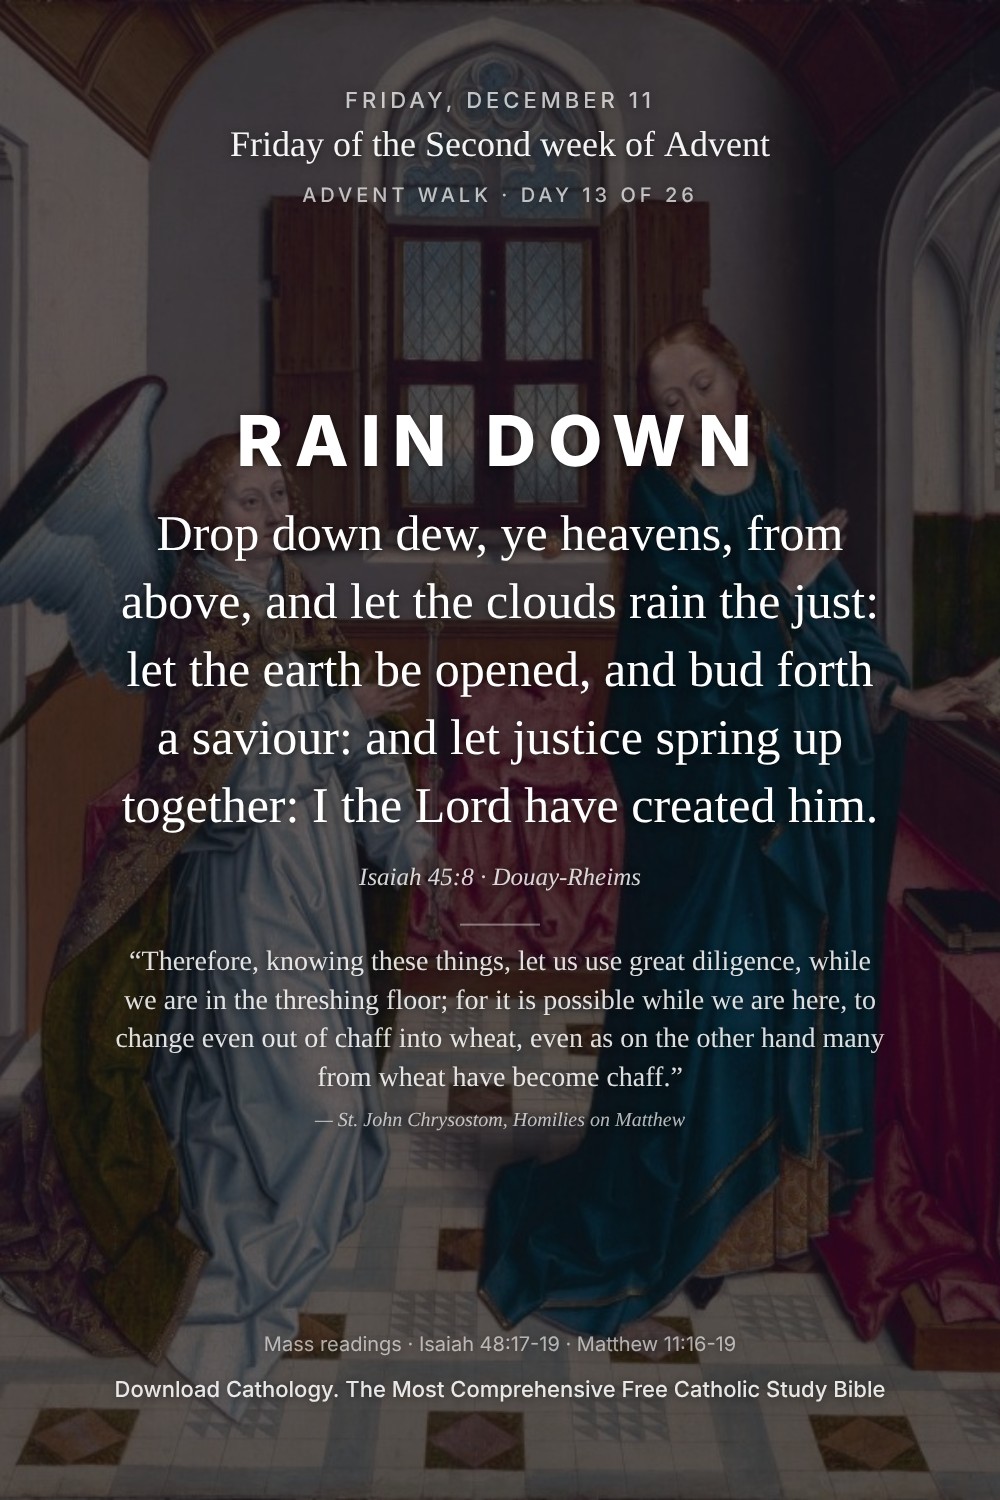 FRIDAY, DECEMBER 11
Friday of the Second week of Advent
ADVENT WALK · DAY 13 OF 26
RAIN DOWN
Drop down dew, ye heavens, from
above, and let the clouds rain the just:
let the earth be opened, and bud forth
a saviour: and let justice spring up
together: I the Lord have created him.
Isaiah 45:8 · Douay-Rheims
“Therefore, knowing these things, let us use great diligence, while
we are in the threshing floor; for it is possible while we are here, to
change even out of chaff into wheat, even as on the other hand many
from wheat have become chaff.”
— St. John Chrysostom, Homilies on Matthew
Mass readings · Isaiah 48:17-19 · Matthew 11:16-19
Download Cathology. The Most Comprehensive Free Catholic Study Bible